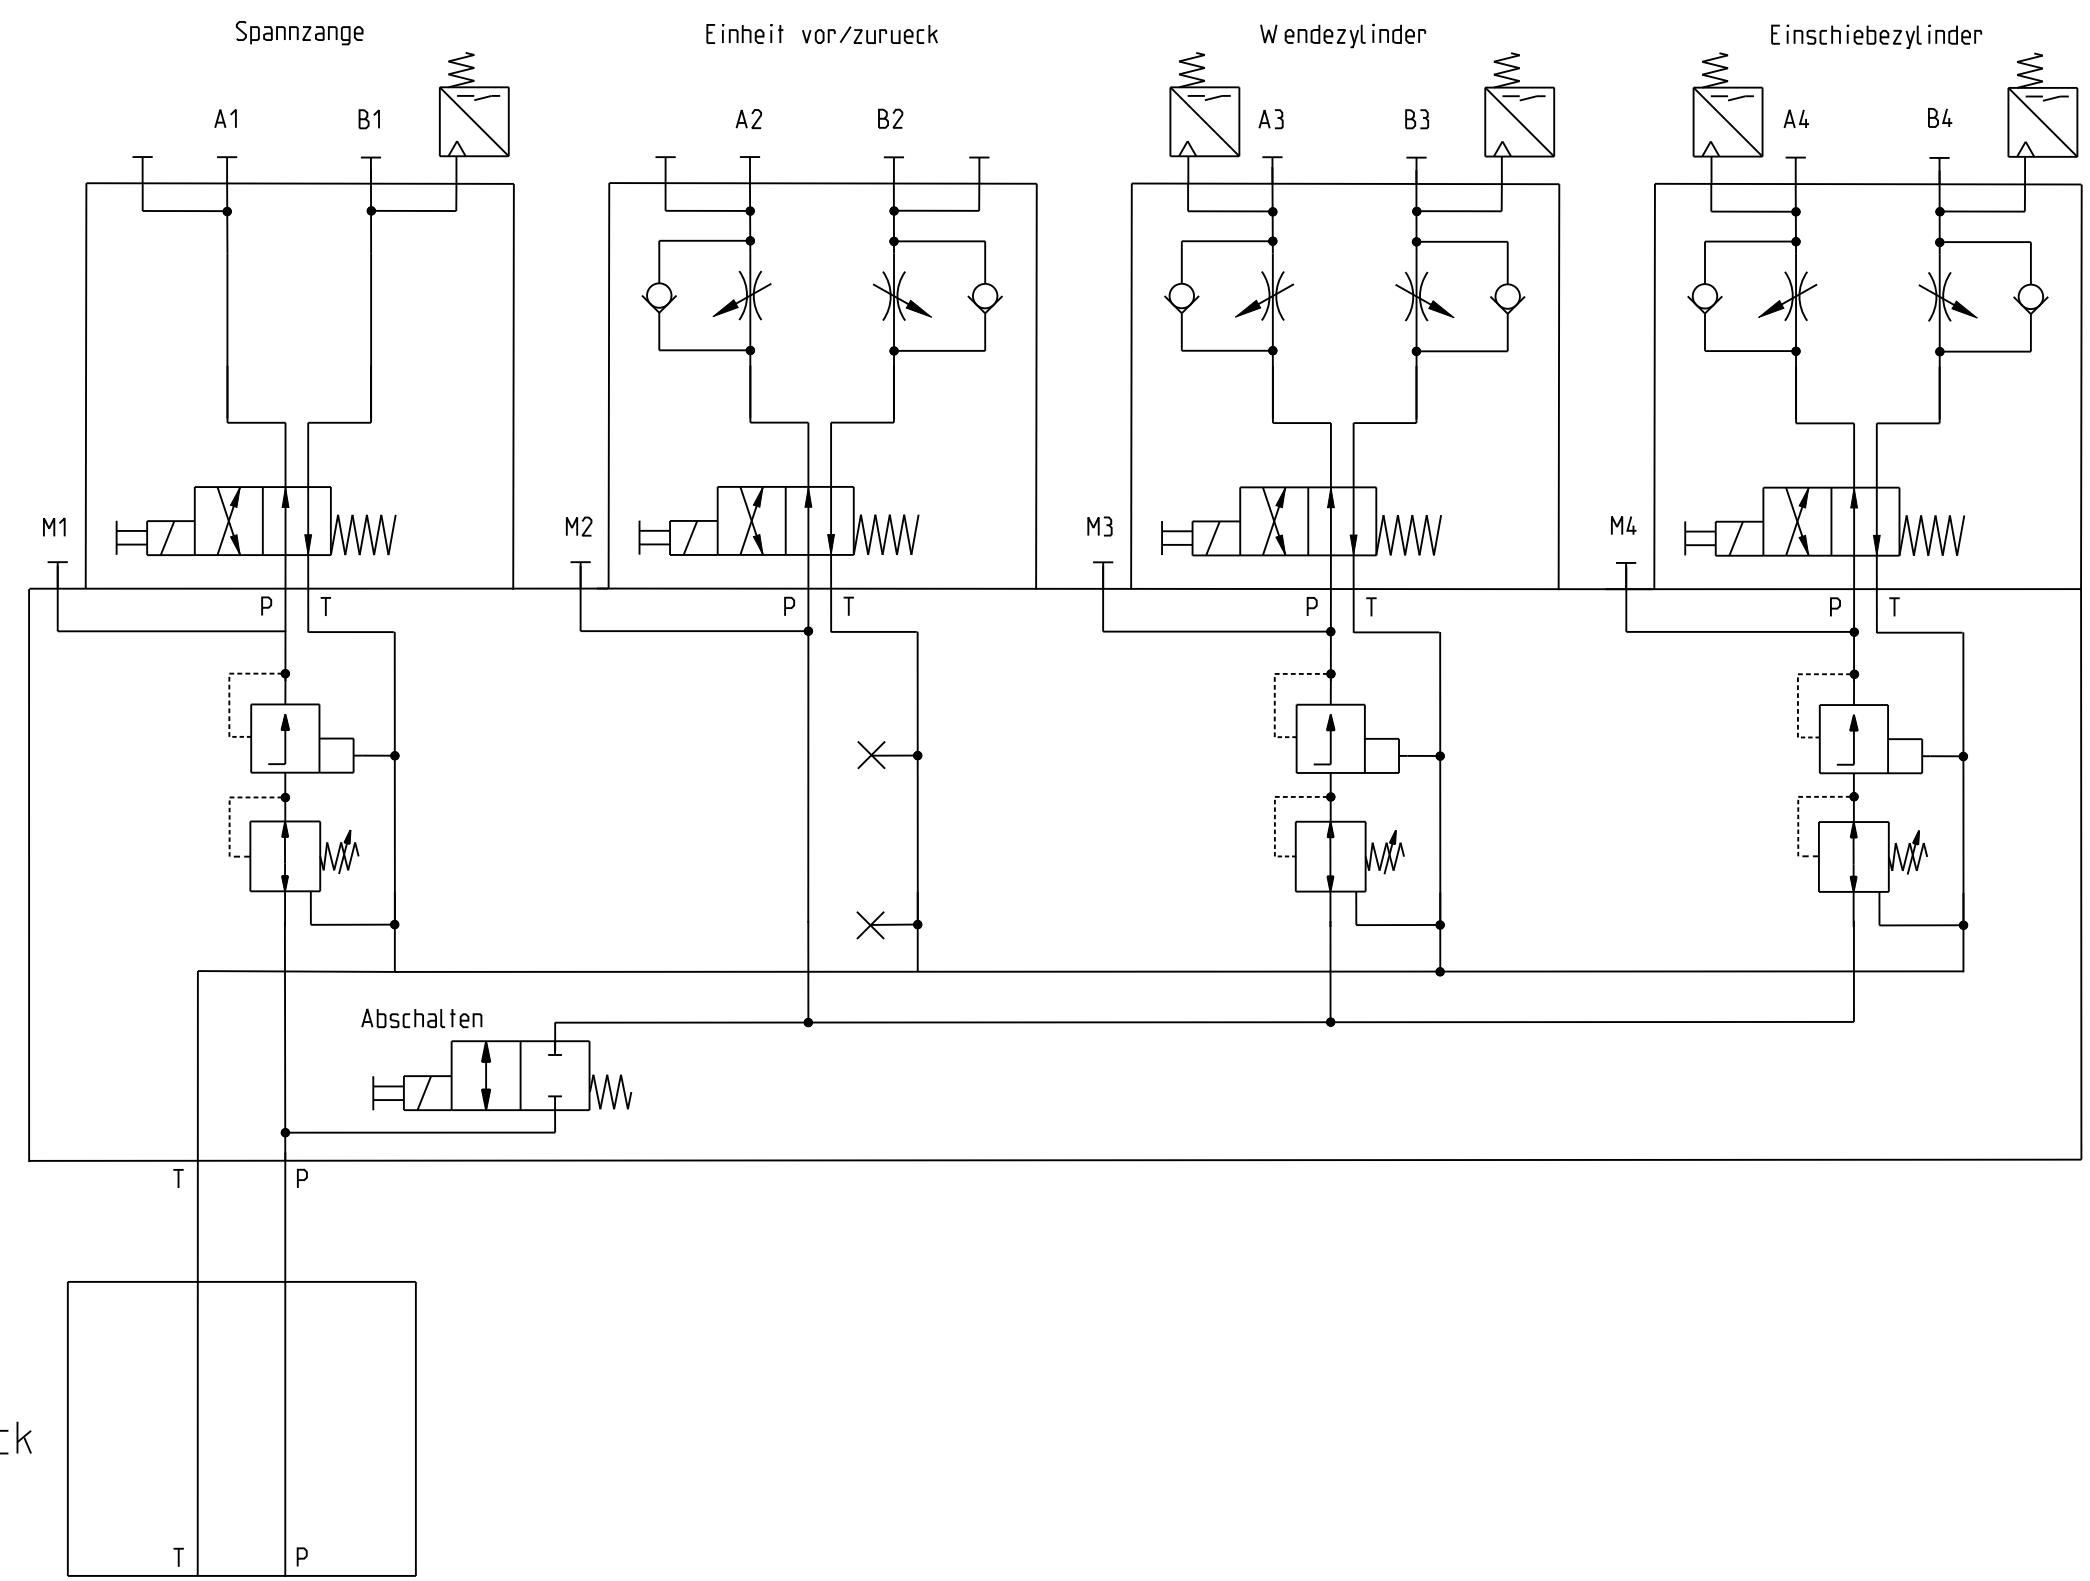 Spannzange
Einheit vor/zurueck
Wendezylinder
Einschiebezylinder
A1
B1
A2
B2
A3
B3
A4
B4
M1
M2
M3
M4
P
T
P
T
P
T
P
T
Abschalten
T
P
ck
T
P